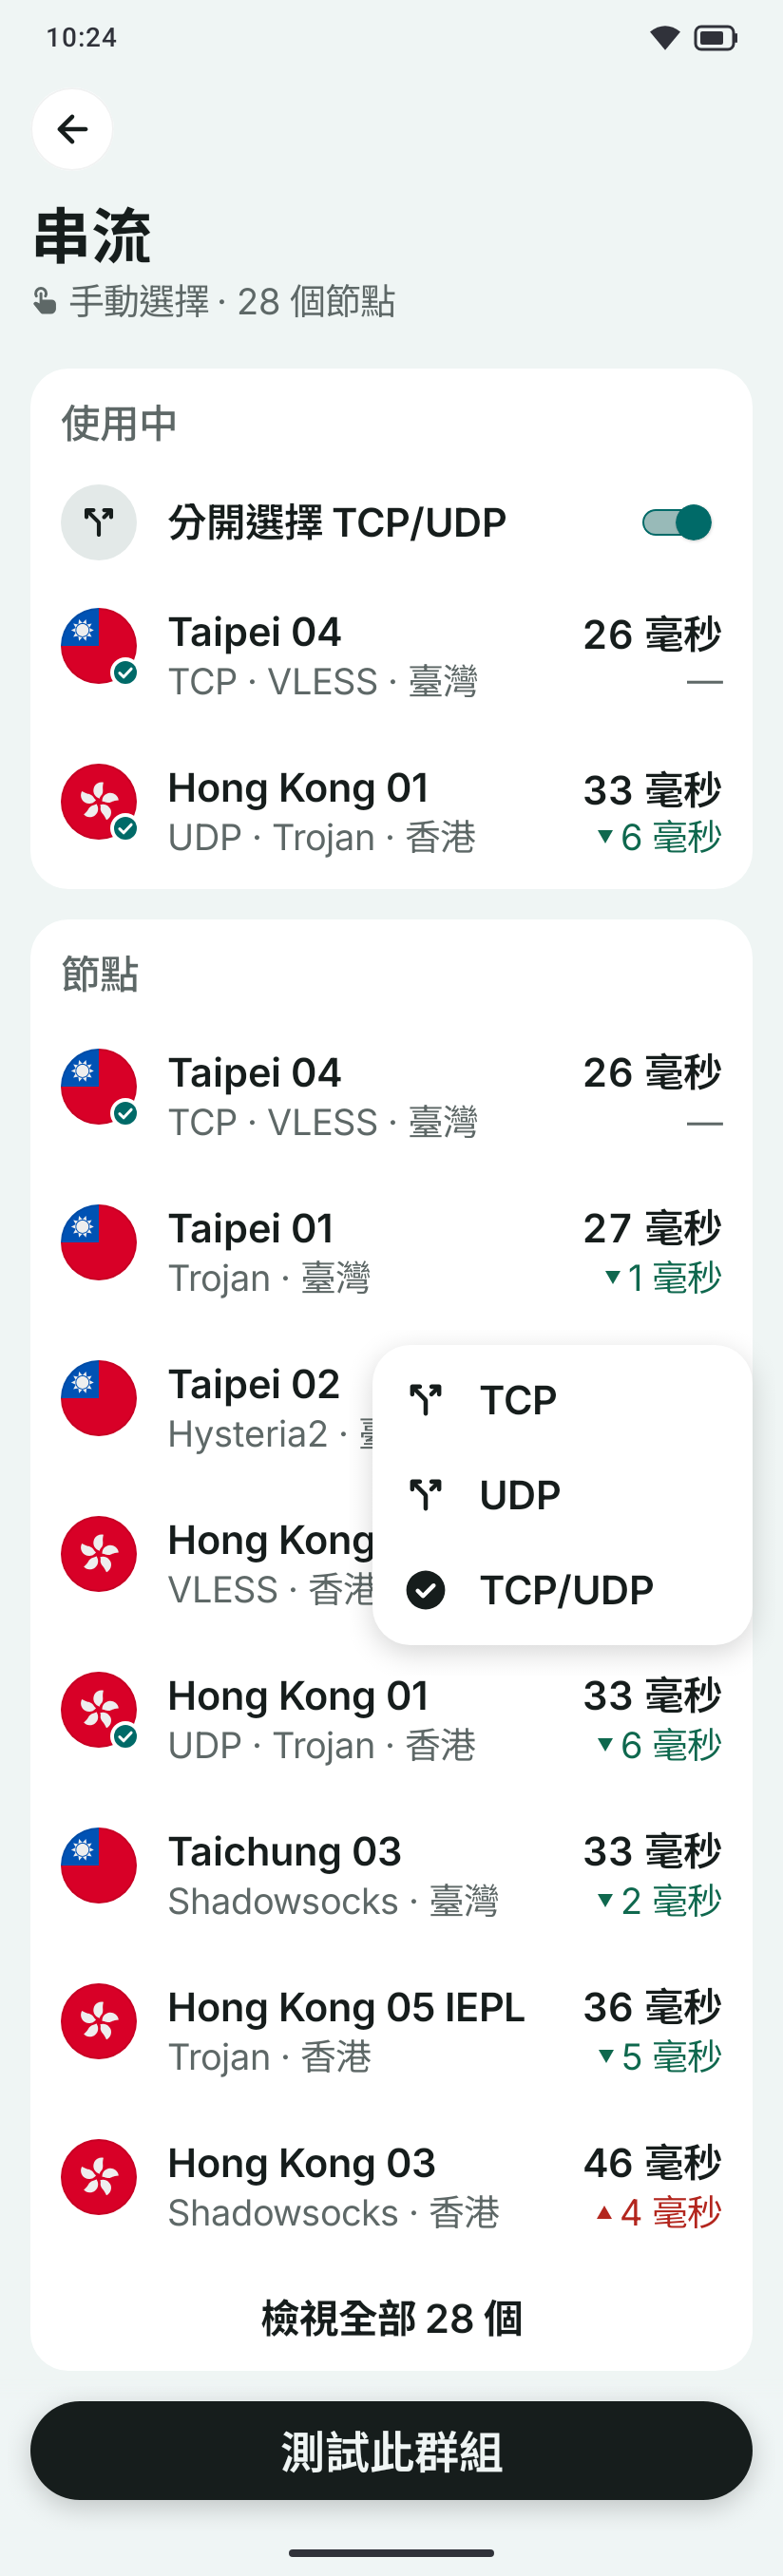 10:24
串流
手動選擇 · 28 個節點
使用中
分開選擇 TCP/UDP
Taipei 04
26 毫秒
TCP · VLESS · 臺灣
—
Hong Kong 01
33 毫秒
UDP · Trojan · 香港
▼6 毫秒
節點
Taipei 04
26 毫秒
TCP · VLESS · 臺灣
—
Taipei 01
27 毫秒
Trojan · 臺灣
▼1 毫秒
Taipei 02
Hysteria2 ·
TCP
UDP
TCP/UDP
Hong Kong
VLESS · 香港
Hong Kong 01
33 毫秒
UDP · Trojan · 香港
▼6 毫秒
Taichung 03
33 毫秒
Shadowsocks · 臺灣
▼2 毫秒
Hong Kong 05 IEPL
36 毫秒
Trojan · 香港
▼5 毫秒
Hong Kong 03
46 毫秒
Shadowsocks · 香港
▲4 毫秒
檢視全部 28 個
測試此群組